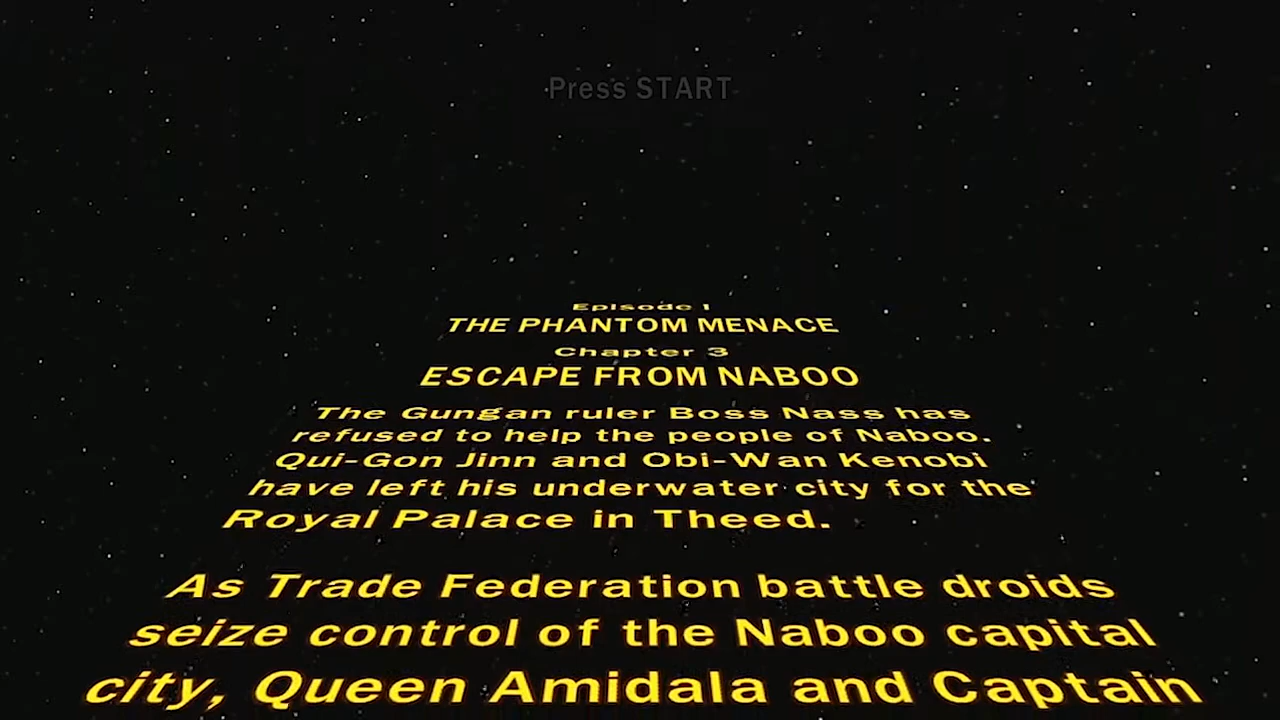 Press START
Episode I
THE PHANTOM MENACE
Chapter 3
ESCAPE FROM NABOO
The Gungan ruler Boss Nass has
refused to help the people of Naboo.
Qui-Gon Jinn and Obi-Wan Kenobi
have left his underwater city for the
Royal Palace in Theed.
As Trade Federation battle droids
seize control of the Naboo capital
city, Queen Amidala and Captain